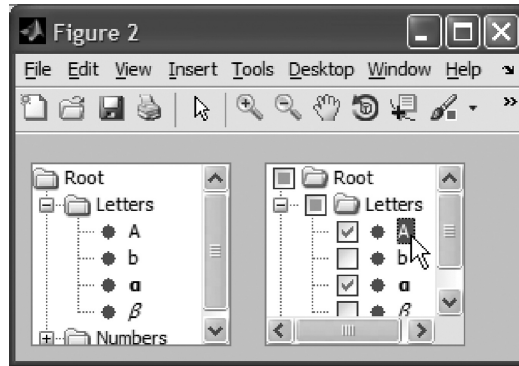 Figure 2
File Edit View Insert Tools Desktop Window Help
Root
Letters
A
b
α
β
Numbers
Root
Letters
A
b
α
β